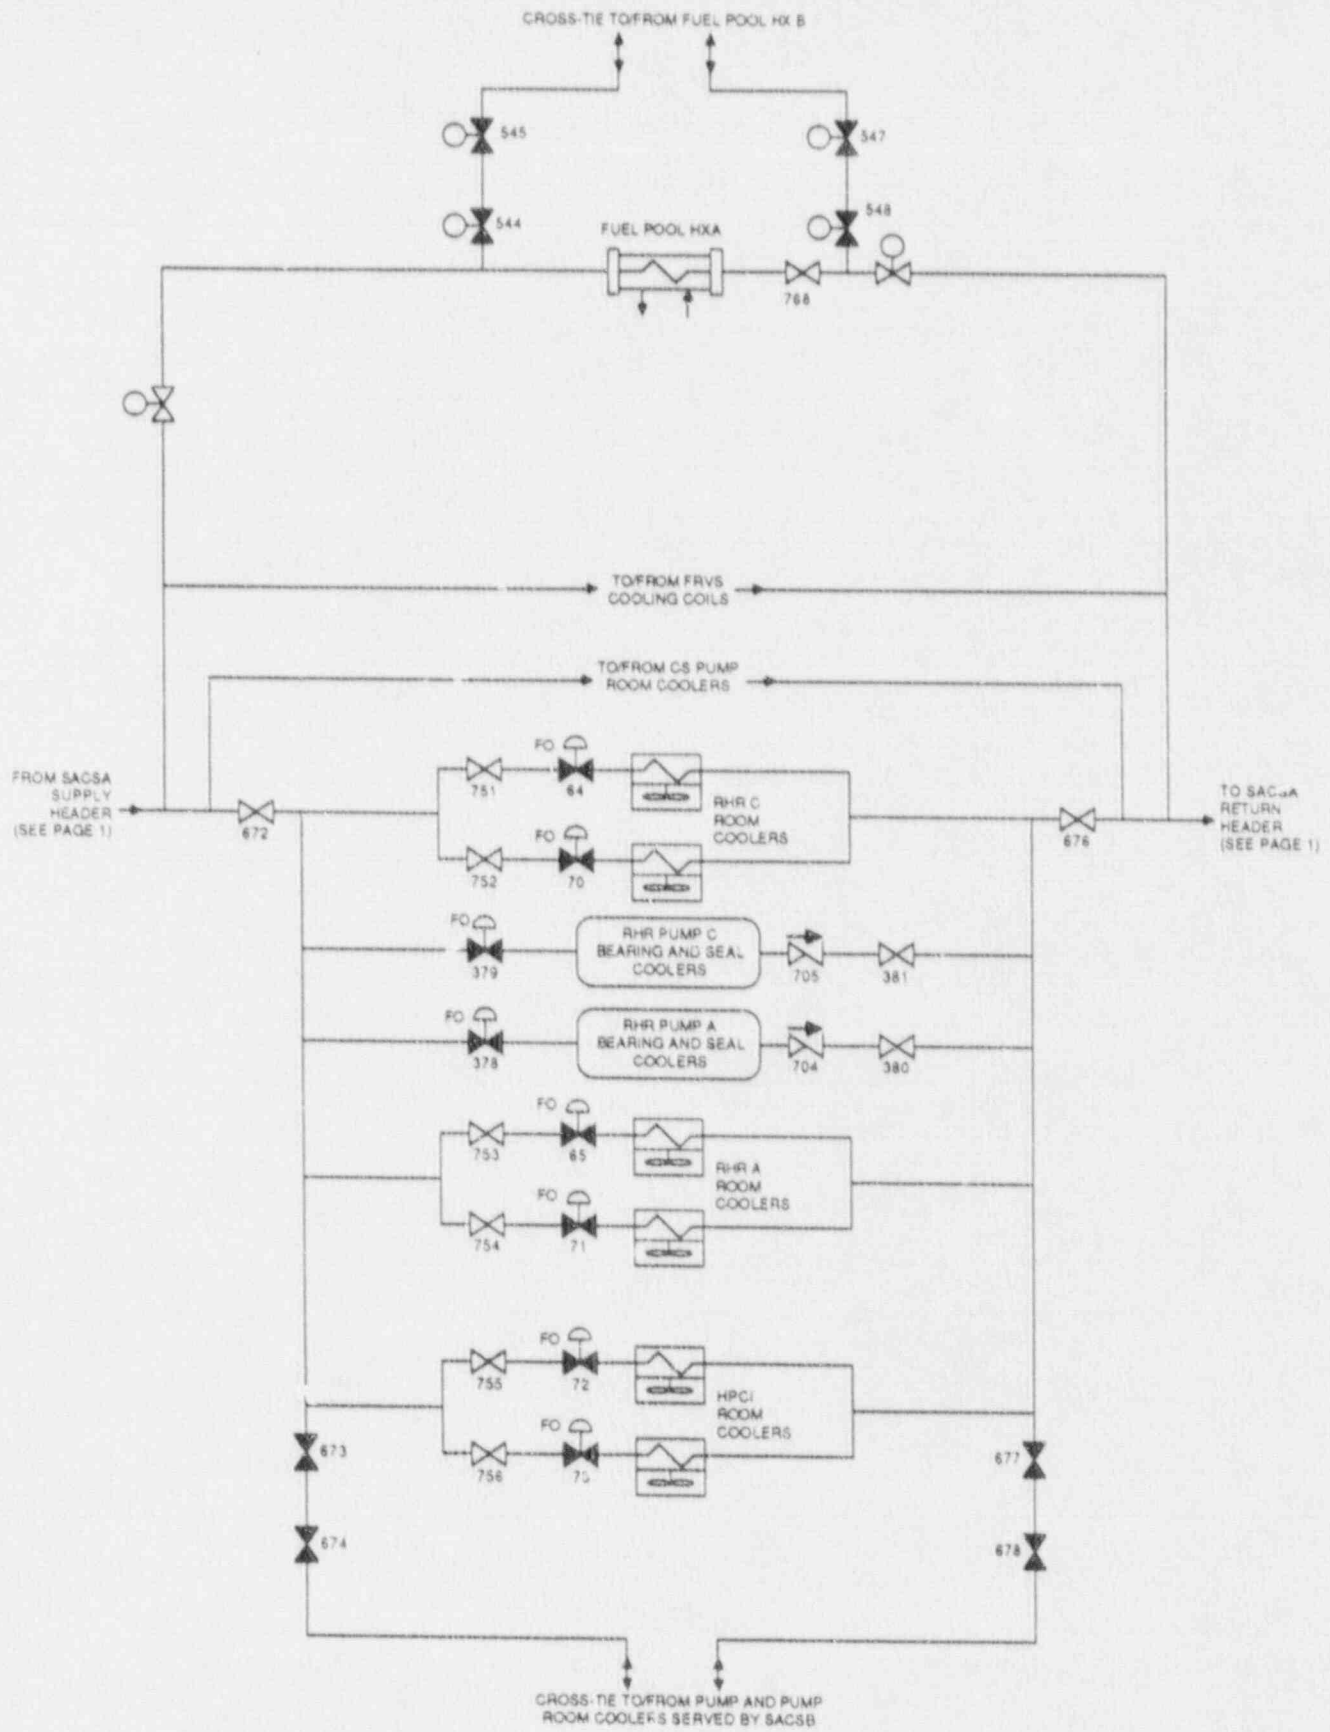 CROSS-TIE TO/FROM FUEL POOL HX B
545
547
544
548
FUEL POOL HXA
768
TO/FROM FRVS
COOLING COILS
TO/FROM CS PUMP
ROOM COOLERS
FROM SACSA
SUPPLY
HEADER
(SEE PAGE 1)
672
FO
751
64
FO
752
70
RHR C
ROOM
COOLERS
676
TO SACSA
RETURN
HEADER
(SEE PAGE 1)
FO
379
RHR PUMP C
BEARING AND SEAL
COOLERS
705
381
FO
378
RHR PUMP A
BEARING AND SEAL
COOLERS
704
380
FO
753
65
FO
754
71
RHR A
ROOM
COOLERS
FO
755
72
FO
756
HPCI
ROOM
COOLERS
673
677
674
678
CROSS-TIE TO/FROM PUMP AND PUMP
ROOM COOLERS SERVED BY SACSB